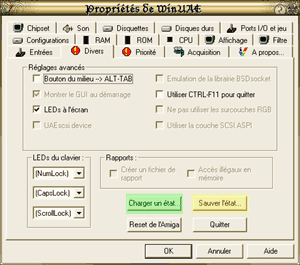 Propriétés de WinUAE
Chipset Son Disquettes Disques durs Ports I/O et jeu
Configurations RAM ROM CPU Affichage Filtre
Entrées Divers Priorité Acquisition A propos...
Réglages avancés
Bouton du milieu --> ALT-TAB Emulation de la librairie BSDsocket
Montrer le GUI au démarrage Utiliser CTRL-F11 pour quitter
LEDs à l'écran Ne pas utiliser les surcouches RGB
UAEscsi device Utiliser la couche SCSI ASPI
LEDs du clavier : Rapports :
(NumLock) Créer un fichier de rapport Accès illégaux en mémoire
(CapsLock) Charger un état... Sauver l'état...
(ScrollLock) Reset de l'Amiga Quitter
OK Annuler Aide